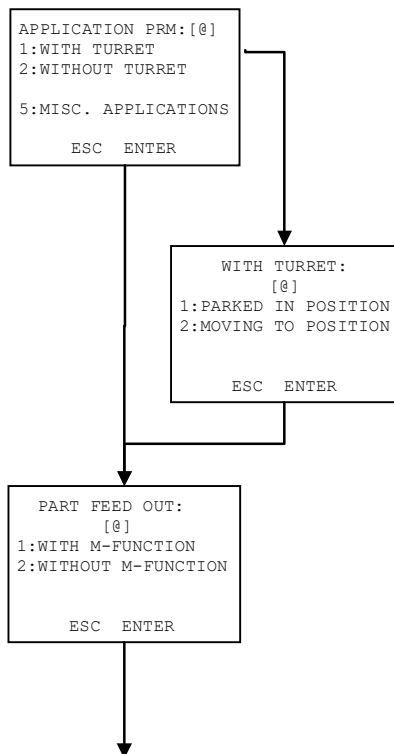 APPLICATION PRM:[@]
1:WITH TURRET
2:WITHOUT TURRET
5:MISC. APPLICATIONS
ESC ENTER
WITH TURRET:
[@]
1:PARKED IN POSITION
2:MOVING TO POSITION
ESC ENTER
PART FEED OUT:
[@]
1:WITH M-FUNCTION
2:WITHOUT M-FUNCTION
ESC ENTER